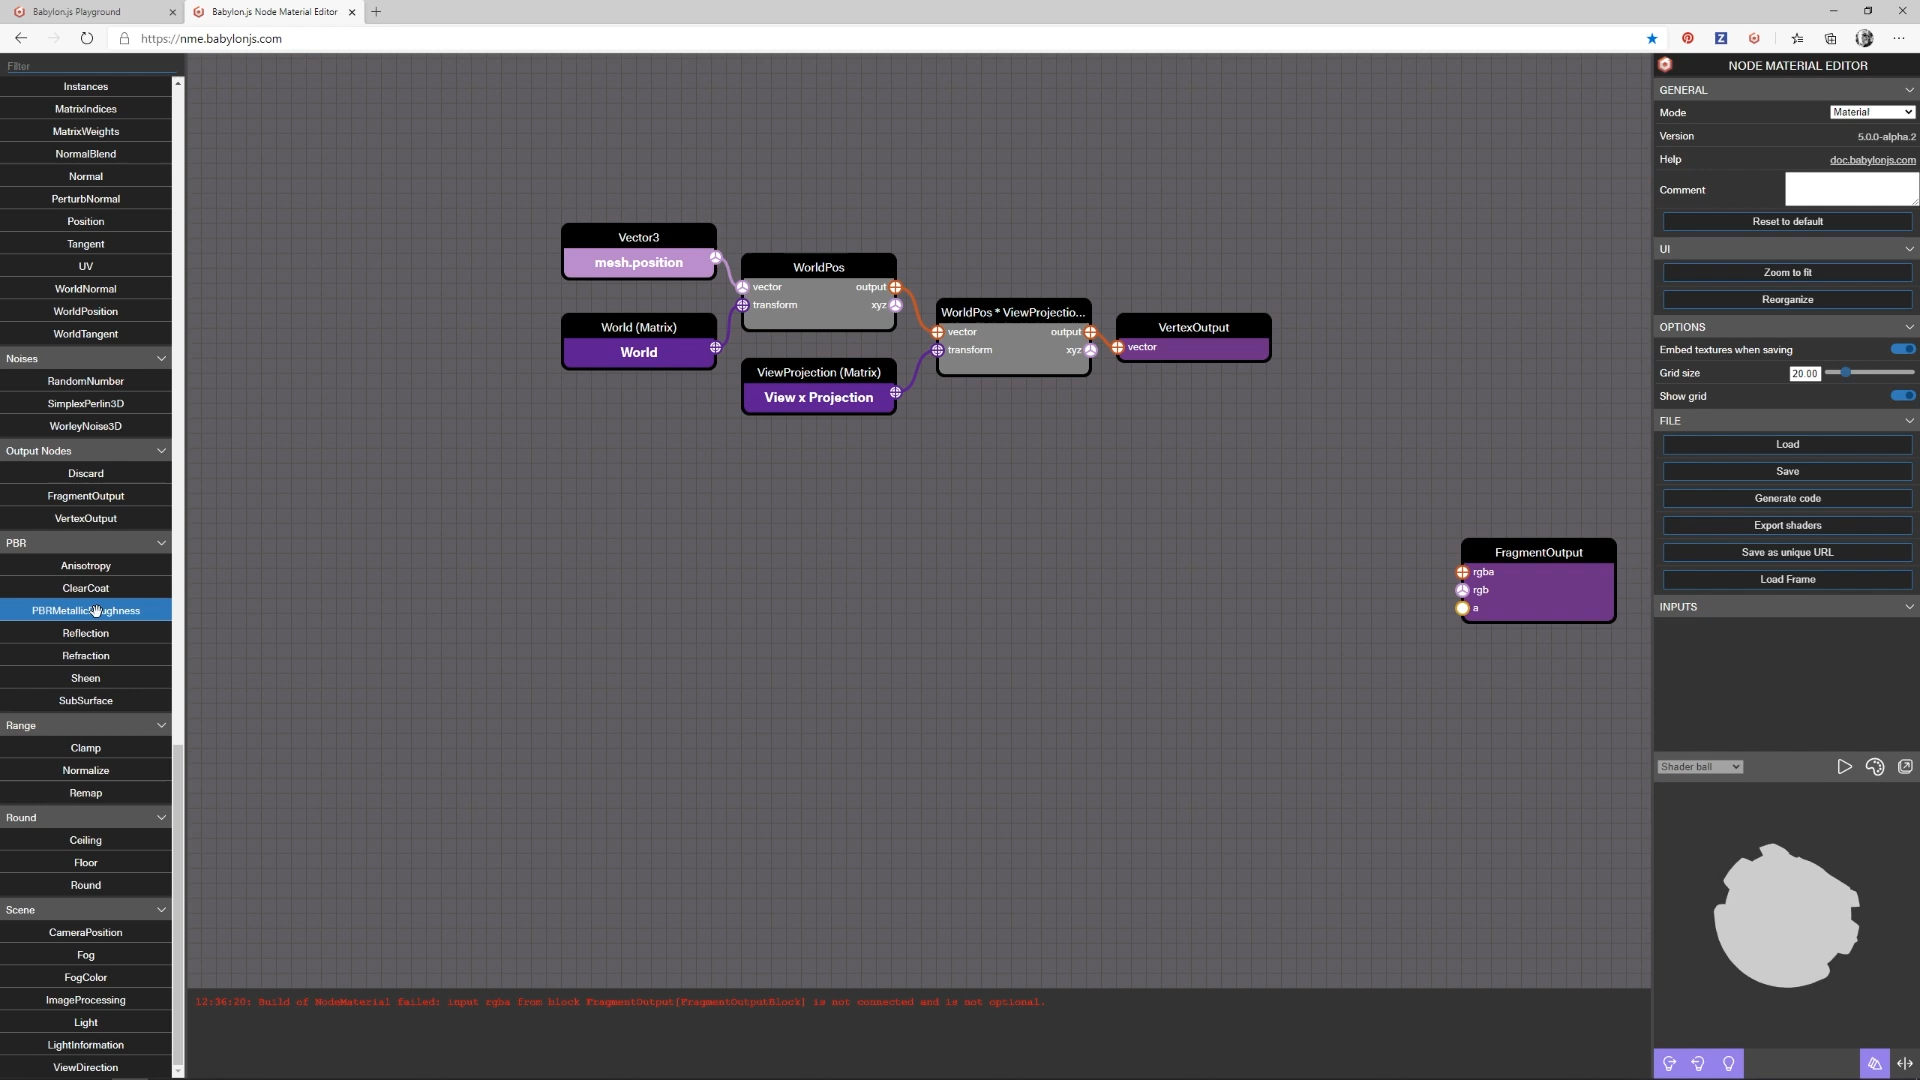 Babylon.js Playground
Babylon.js Node Material Editor
https://nme.babylonjs.com
Filter
Instances
MatrixIndices
MatrixWeights
NormalBlend
Normal
PerturbNormal
Position
Tangent
UV
WorldNormal
WorldPosition
WorldTangent
Noises
RandomNumber
SimplexPerlin3D
WorleyNoise3D
Output Nodes
Discard
FragmentOutput
VertexOutput
PBR
Anisotropy
ClearCoat
PBRMetallicRoughness
Reflection
Refraction
Sheen
SubSurface
Range
Clamp
Normalize
Remap
Round
Ceiling
Floor
Round
Scene
CameraPosition
Fog
FogColor
ImageProcessing
Light
LightInformation
ViewDirection
Vector3
mesh.position
World (Matrix)
World
WorldPos
vector output
transform xyz
ViewProjection (Matrix)
View x Projection
WorldPos * ViewProjectio...
vector output
transform xyz
VertexOutput
vector
FragmentOutput
rgba
rgb
a
12:36:20: Build of NodeMaterial failed: input rgba from block FragmentOutput[FragmentOutputBlock] is not connected and is not optional.
NODE MATERIAL EDITOR
GENERAL
Mode Material
Version 5.0.0-alpha.2
Help doc.babylonjs.com
Comment
Reset to default
UI
Zoom to fit
Reorganize
OPTIONS
Embed textures when saving
Grid size 20.00
Show grid
FILE
Load
Save
Generate code
Export shaders
Save as unique URL
Load Frame
INPUTS
Shader ball